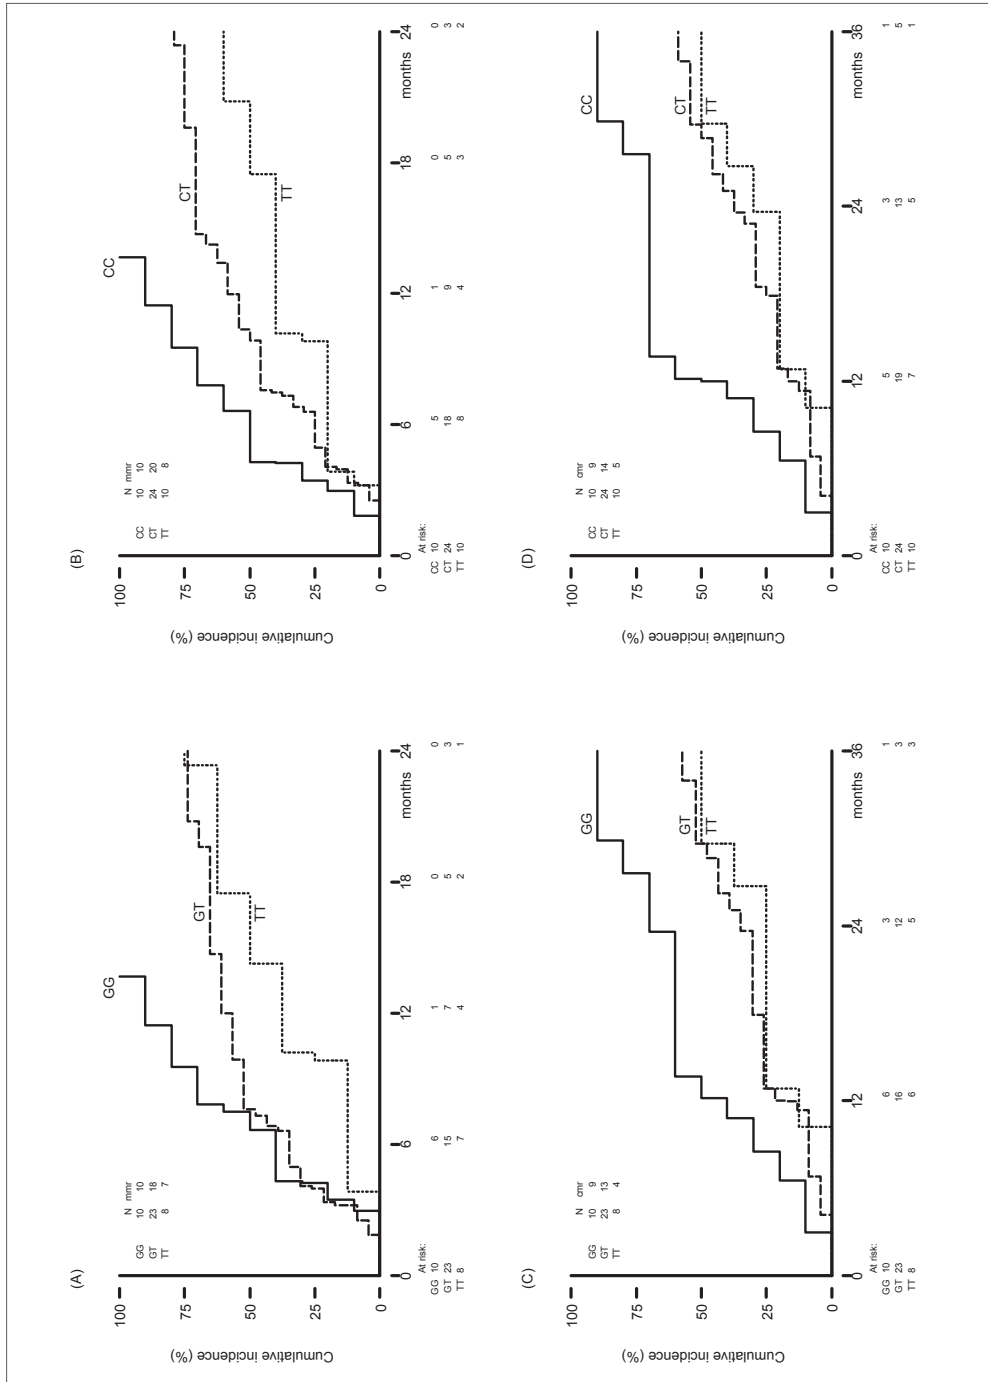 (A)
Cumulative incidence (%)
100
75
50
25
0
N mmr
GG 10 10
GT 23 18
TT 8 7
GG
GT
TT
0 6 12 18 24
months
At risk:
GG 10 6 1 0 0
GT 23 15 7 5 3
TT 8 7 4 2 1
(B)
Cumulative incidence (%)
100
75
50
25
0
N mmr
CC 10 10
CT 24 20
TT 10 8
CC
CT
TT
0 6 12 18 24
months
At risk:
CC 10 5 1 0 0
CT 24 18 9 5 3
TT 10 8 4 3 2
(C)
Cumulative incidence (%)
100
75
50
25
0
N cmr
GG 10 9
GT 23 13
TT 8 4
GG
GT
TT
0 12 24 36
months
At risk:
GG 10 6 3 1
GT 23 16 12 3
TT 8 6 5 3
(D)
Cumulative incidence (%)
100
75
50
25
0
N cmr
CC 10 9
CT 24 14
TT 10 5
CC
CT
TT
0 12 24 36
months
At risk:
CC 10 5 3 1
CT 24 19 13 5
TT 10 7 5 1